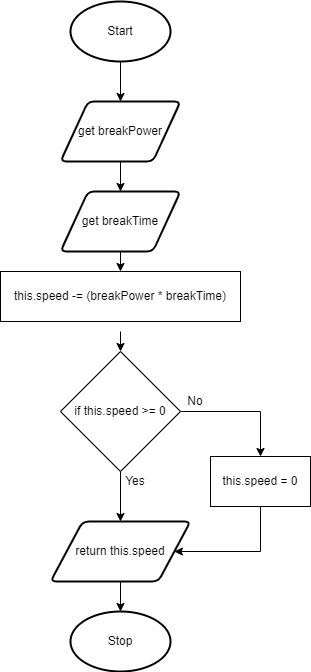 Start
get breakPower
get breakTime
this.speed -= (breakPower * breakTime)
if this.speed >= 0
No
Yes
this.speed = 0
return this.speed
Stop